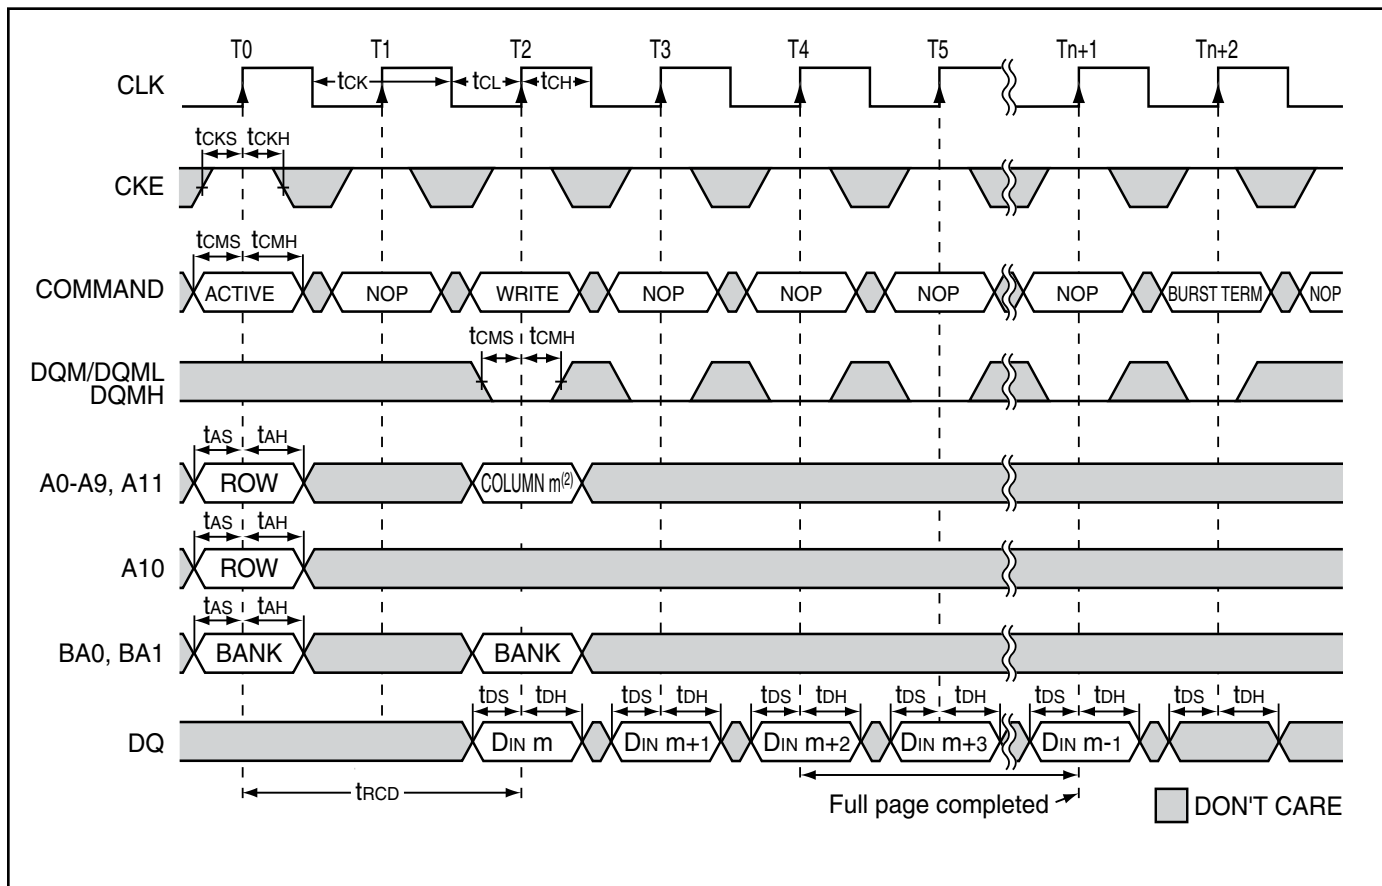 T0 T1 T2 T3 T4 T5 Tn+1 Tn+2
CLK tCK tCL tCH
tCKS tCKH
CKE
tCMS tCMH
COMMAND ACTIVE NOP WRITE NOP NOP NOP NOP BURST TERM NOP
tCMS tCMH
DQM/DQML
DQMH
tAS tAH
A0-A9, A11 ROW COLUMN m(2)
tAS tAH
A10 ROW
tAS tAH
BA0, BA1 BANK BANK
tDS tDH tDS tDH tDS tDH tDS tDH tDS tDH tDS tDH
DQ DIN m DIN m+1 DIN m+2 DIN m+3 DIN m-1
tRCD
Full page completed
DON'T CARE